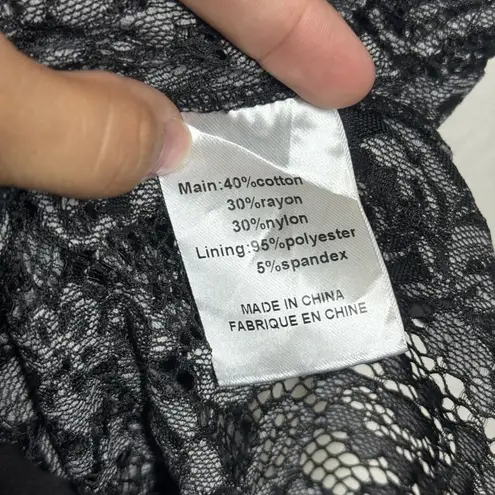 Main:40%cotton
30%rayon
30%nylon
Lining:95%polyester
5%spandex
MADE IN CHINA
FABRIQUE EN CHINE